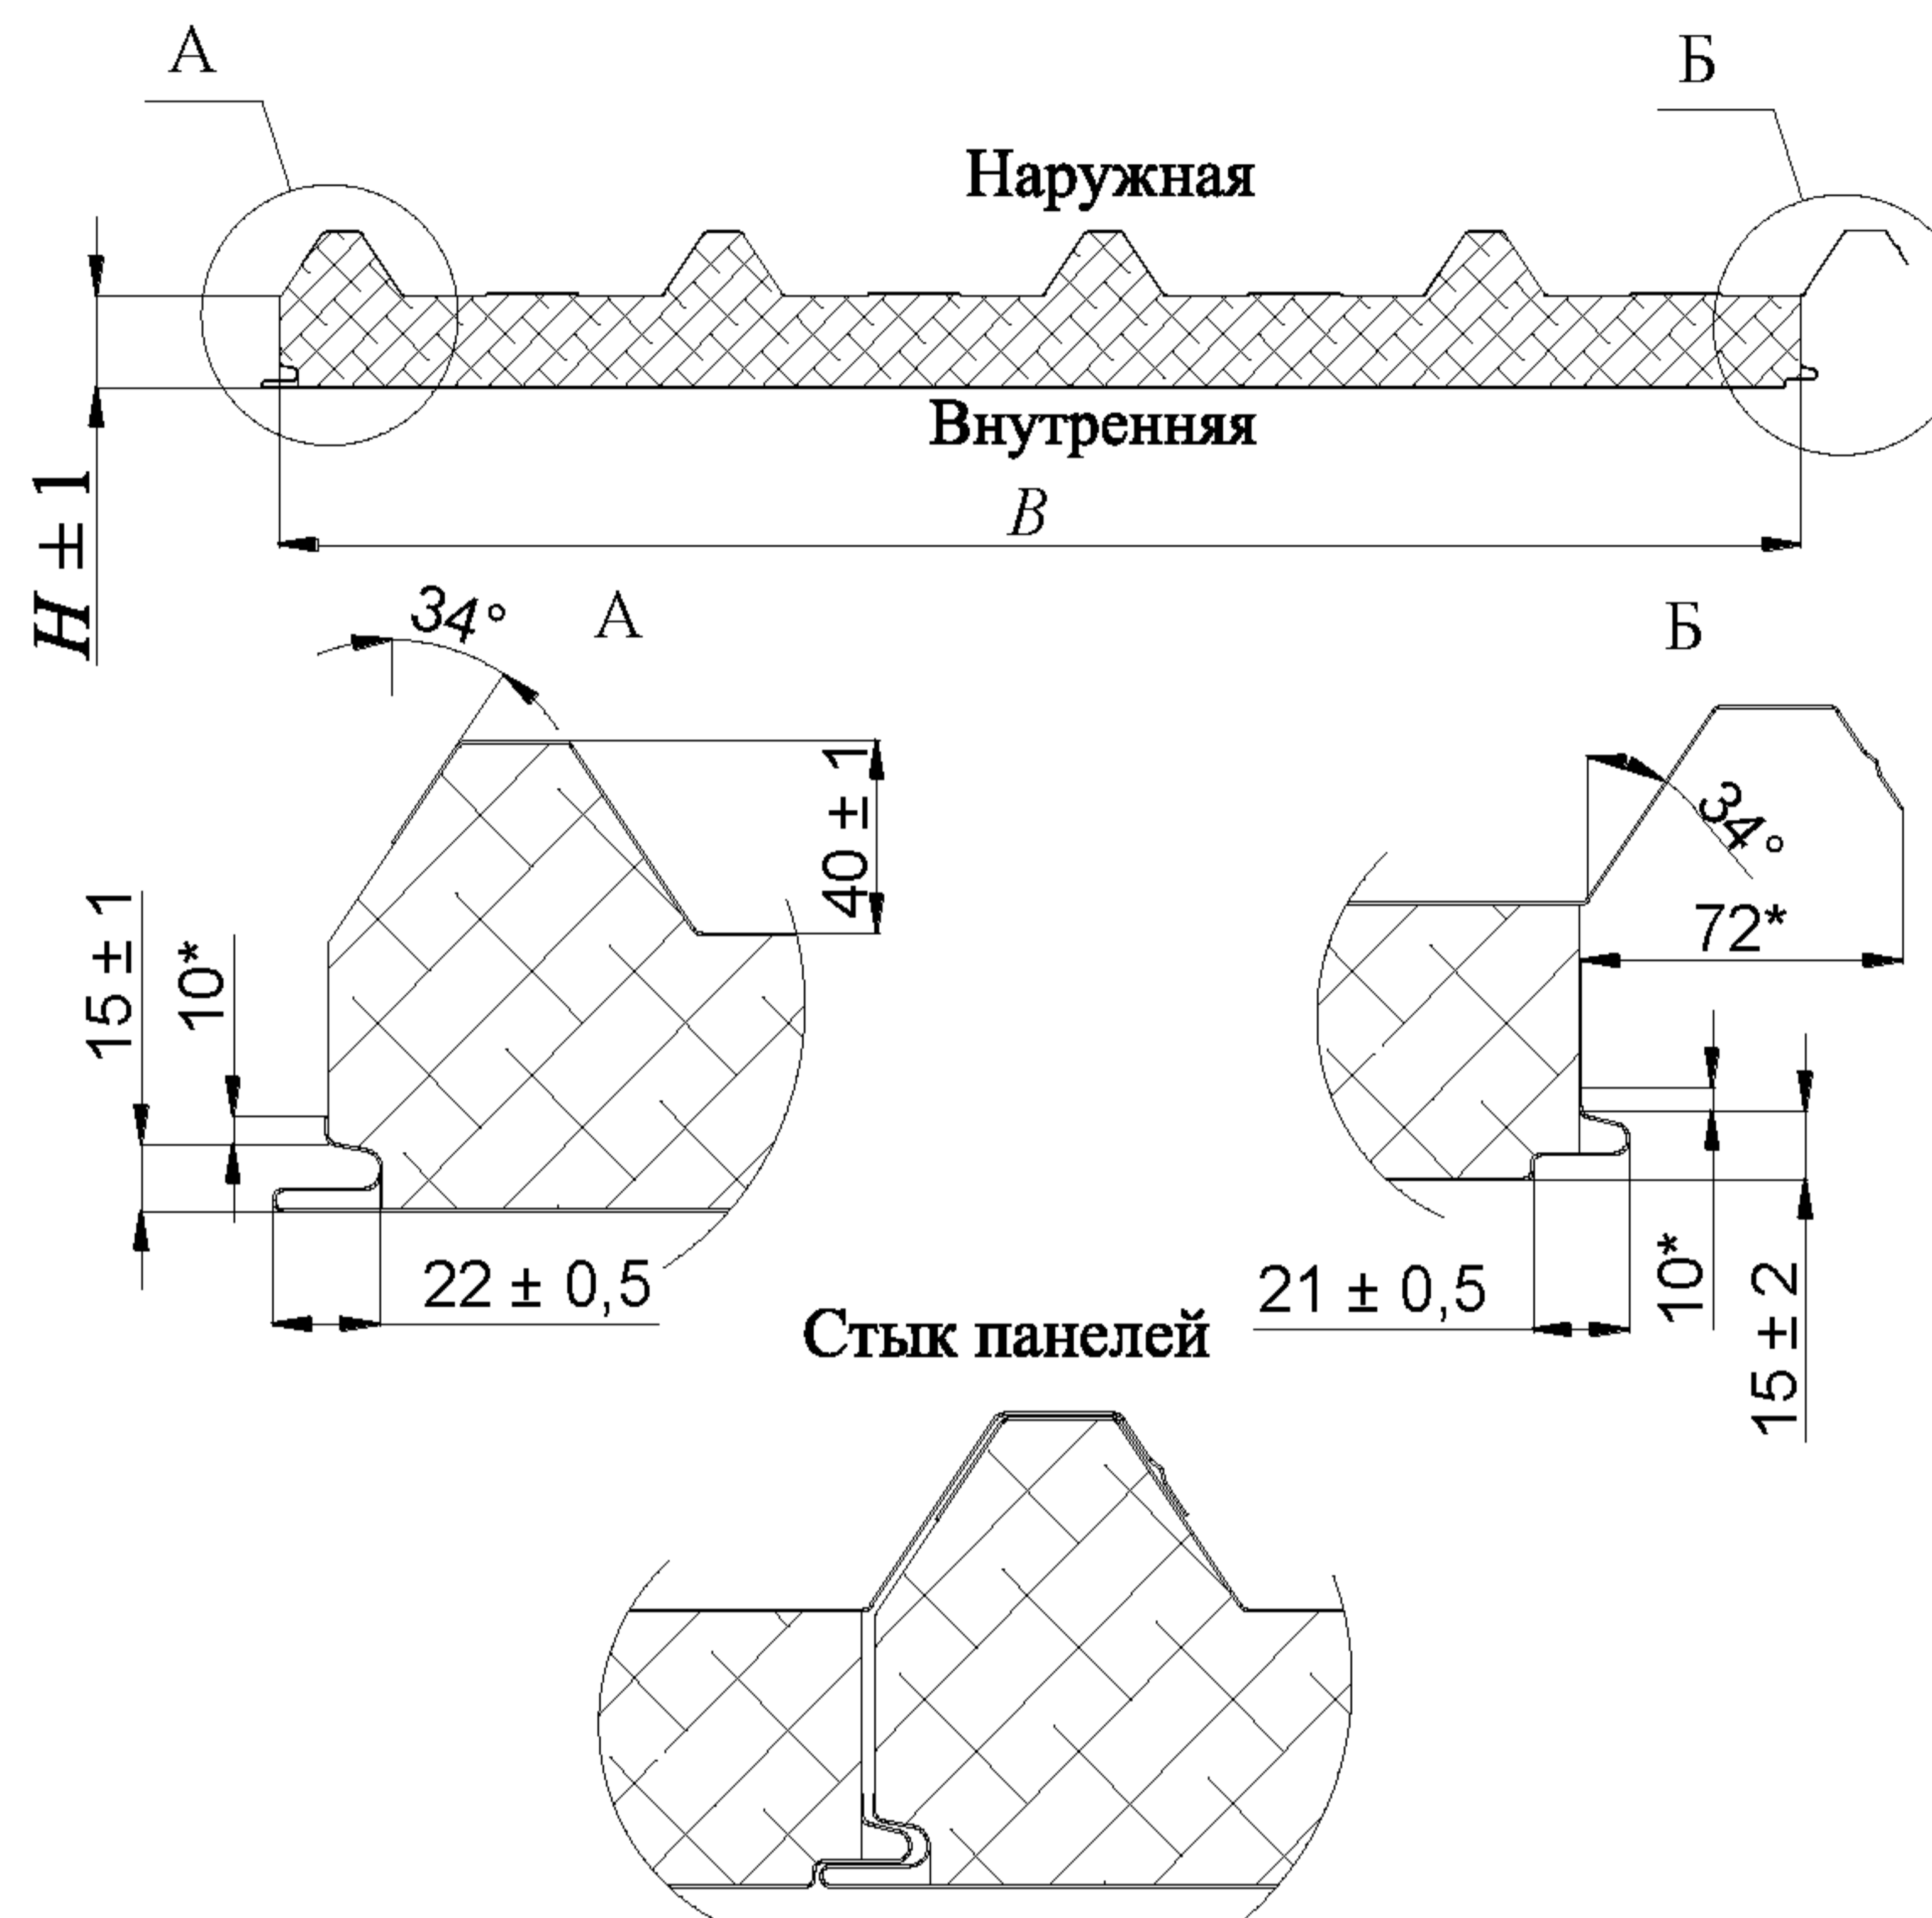 А
Б
Наружная
Внутренняя
H ± 1
B
34°
А
Б
40 ± 1
34°
72*
15 ± 1
10*
22 ± 0,5
21 ± 0,5
10*
15 ± 2
Стык панелей